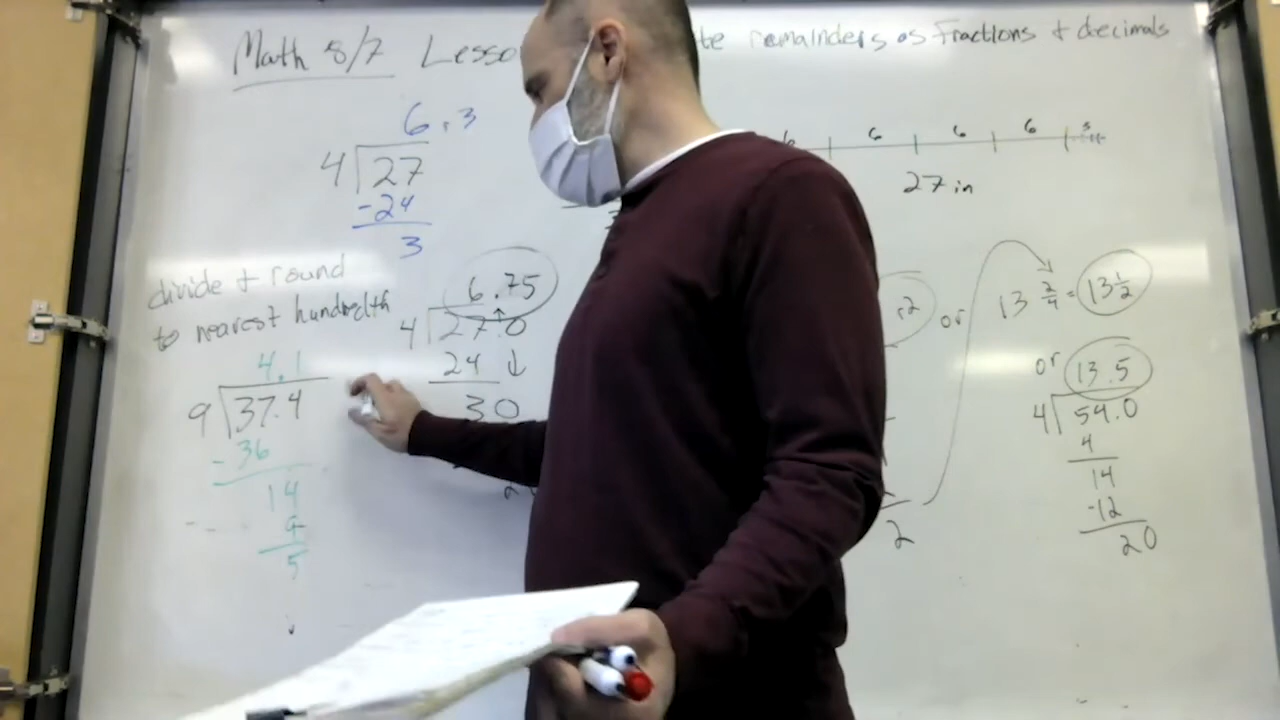 Math 8/7 Lesso te remainders as fractions + decimals
6.3
4 27
-24
3
6 6 6 3
27 in
divide + round
to nearest hundredth
4.1
9 37.4
-36
14
9
5
6.75
4 27.0
24 ↓
30
r2 or 13 2/4 = 13 1/2
2
or 13.5
4 54.0
4
14
-12
20